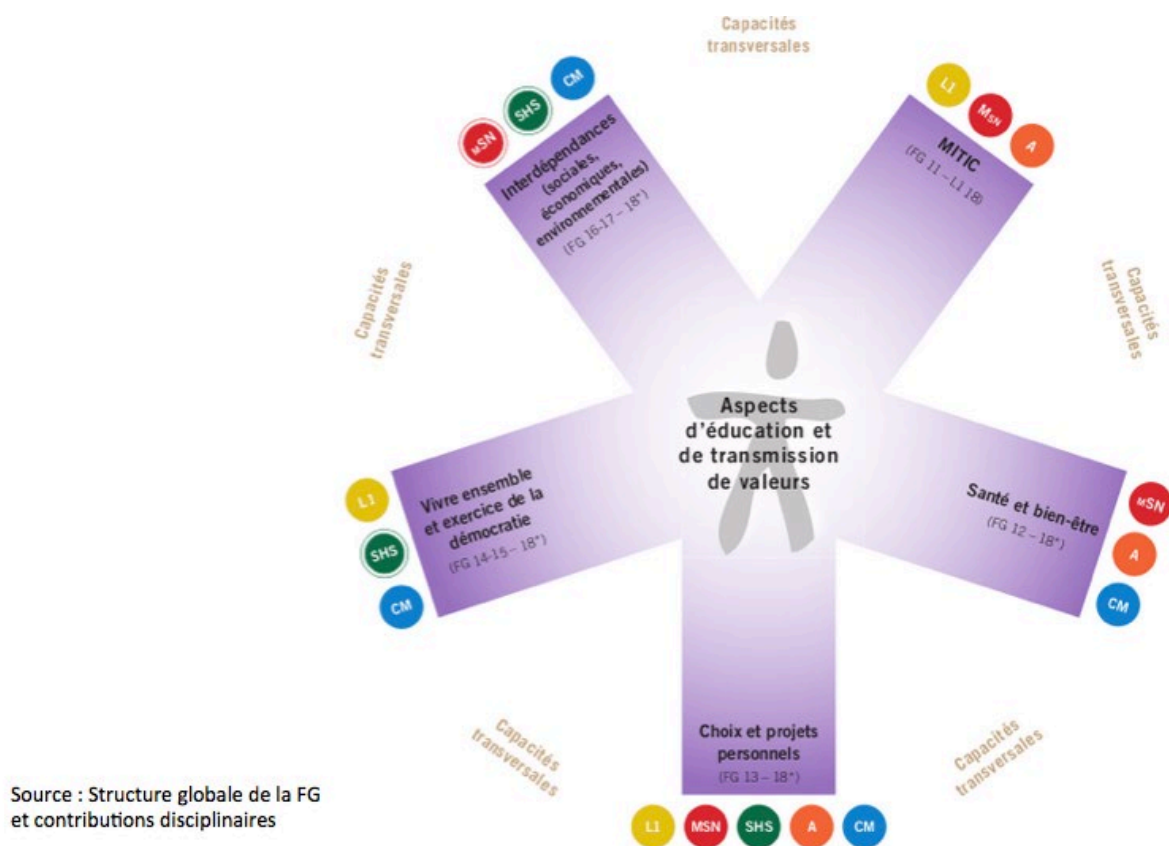 Capacités
transversales
CM
SHS
MSN
Interdépendances
(sociales,
économiques,
environnementales)
(FG 16-17 – 18*)
L1
MSN
A
MITIC
(FG 11 – L1 18)
Capacités
transversales
Capacités
transversales
Aspects
d'éducation et
de transmission
de valeurs
L1
SHS
CM
Vivre ensemble
et exercice de la
démocratie
(FG 14-15 – 18*)
Santé et bien-être
(FG 12 – 18*)
MSN
A
CM
Capacités
transversales
Choix et projets
personnels
(FG 13 – 18*)
Capacités
transversales
L1
MSN
SHS
A
CM
Source : Structure globale de la FG
et contributions disciplinaires